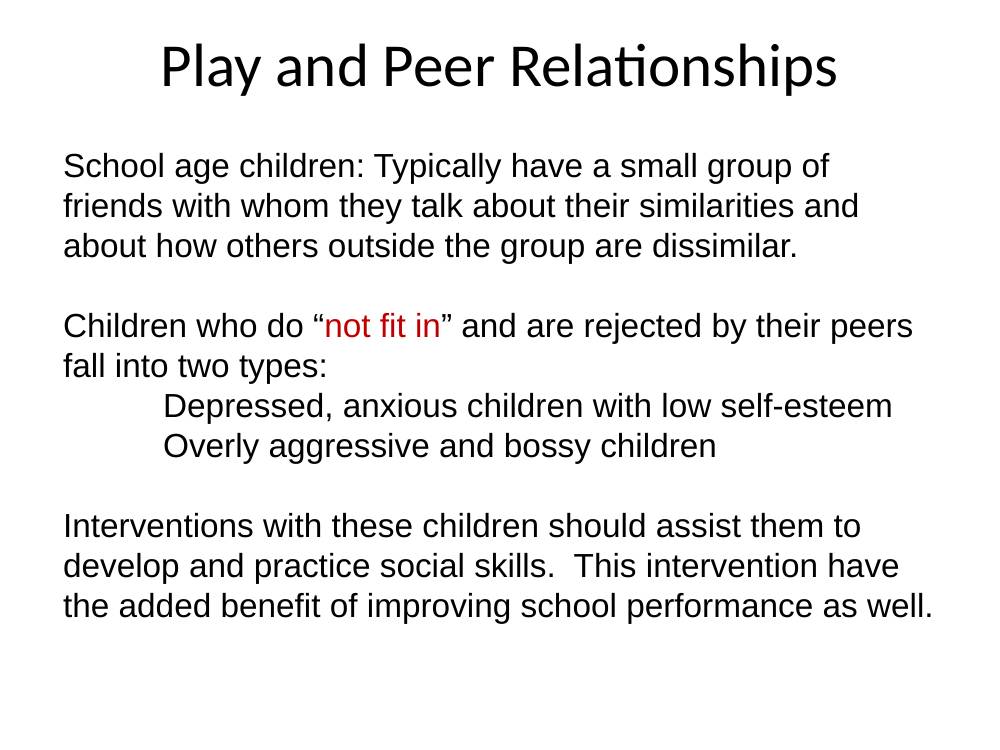 Play and Peer Relationships
School age children: Typically have a small group of
friends with whom they talk about their similarities and
about how others outside the group are dissimilar.
Children who do “not fit in” and are rejected by their peers
fall into two types:
Depressed, anxious children with low self-esteem
Overly aggressive and bossy children
Interventions with these children should assist them to
develop and practice social skills.  This intervention have
the added benefit of improving school performance as well.